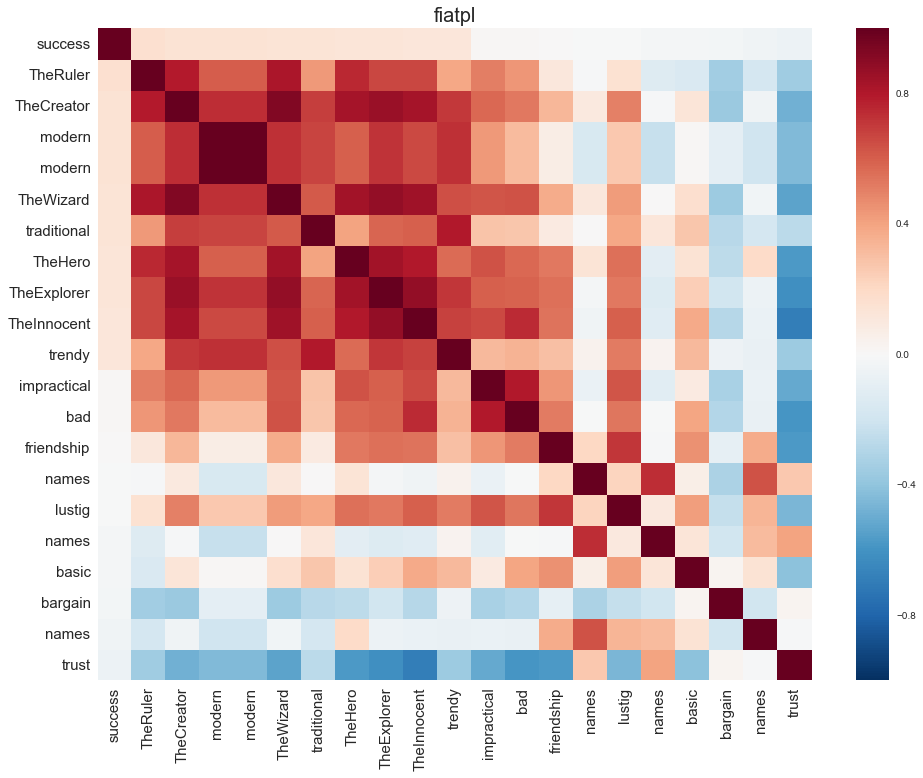 fiatpl
success
TheRuler
TheCreator
modern
modern
TheWizard
traditional
TheHero
TheExplorer
TheInnocent
trendy
impractical
bad
friendship
names
lustig
names
basic
bargain
names
trust
0.8
0.4
0.0
−0.4
−0.8
success
TheRuler
TheCreator
modern
modern
TheWizard
traditional
TheHero
TheExplorer
TheInnocent
trendy
impractical
bad
friendship
names
lustig
names
basic
bargain
names
trust